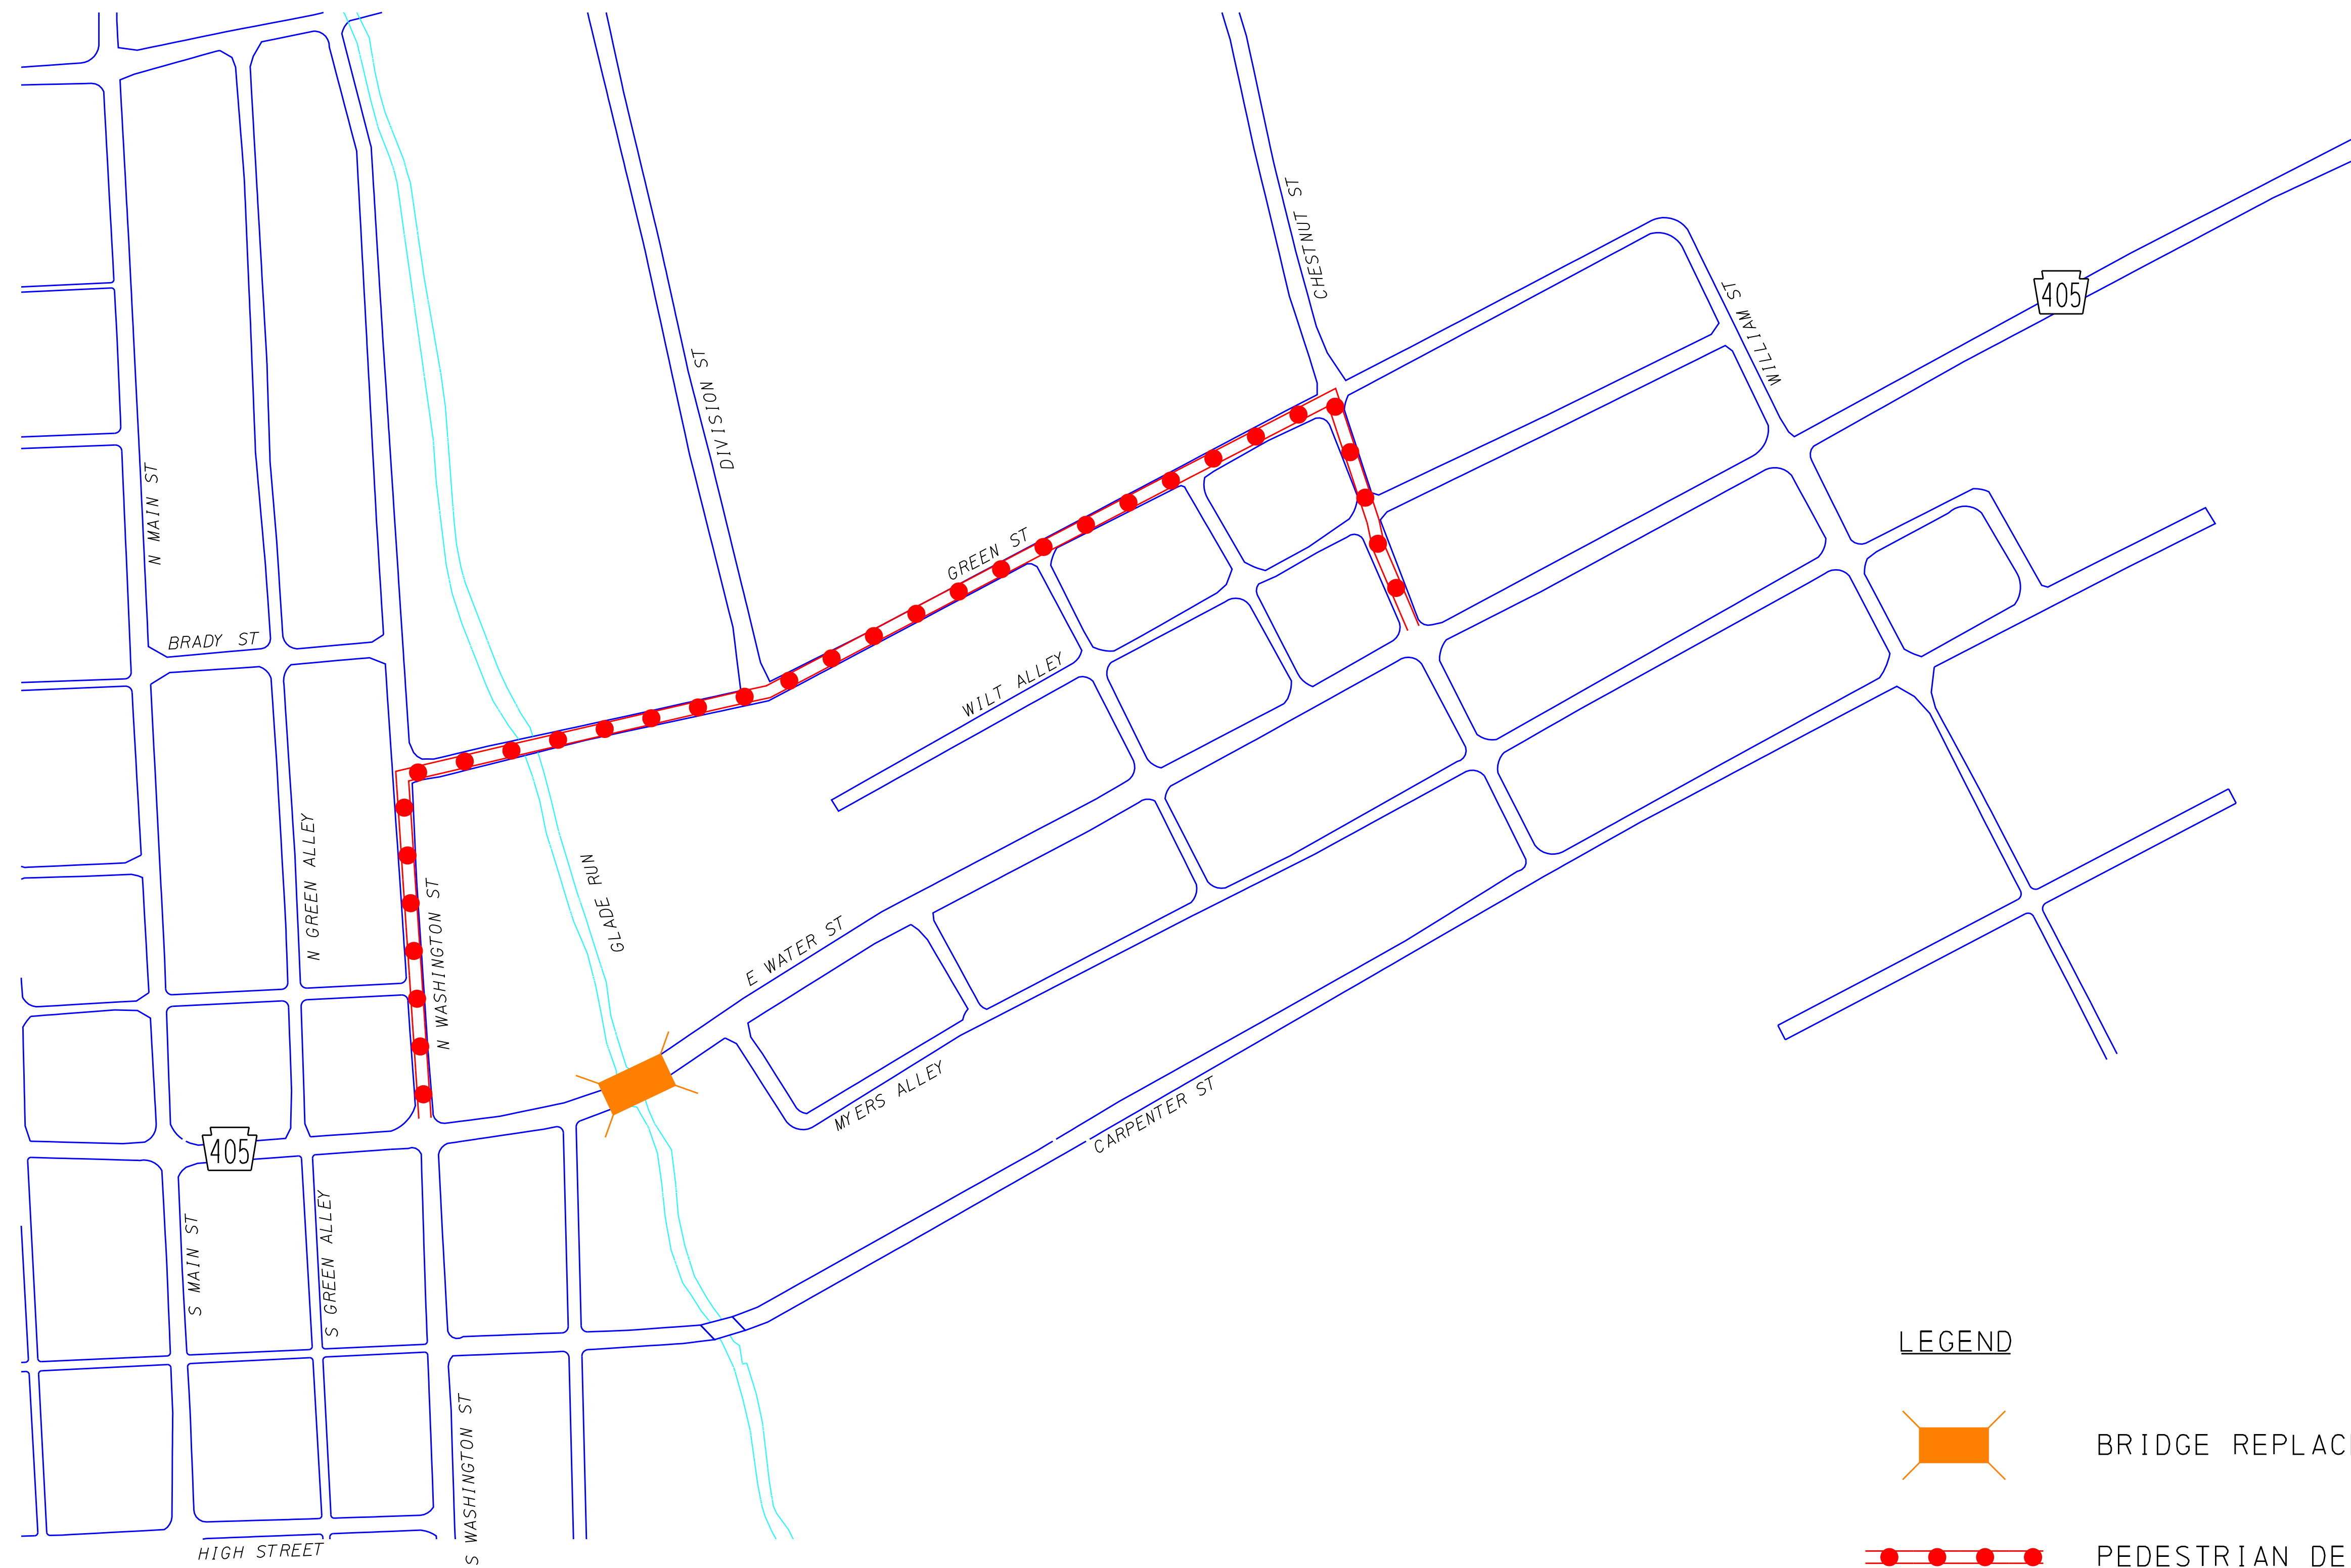 CHESTNUT ST
WILLIAM ST
405
DIVISION ST
N MAIN ST
GREEN ST
BRADY ST
WILT ALLEY
N GREEN ALLEY
GLADE RUN
N WASHINGTON ST
E WATER ST
MYERS ALLEY
CARPENTER ST
405
S MAIN ST
S GREEN ALLEY
S WASHINGTON ST
HIGH STREET
LEGEND
BRIDGE REPLAC
PEDESTRIAN DE